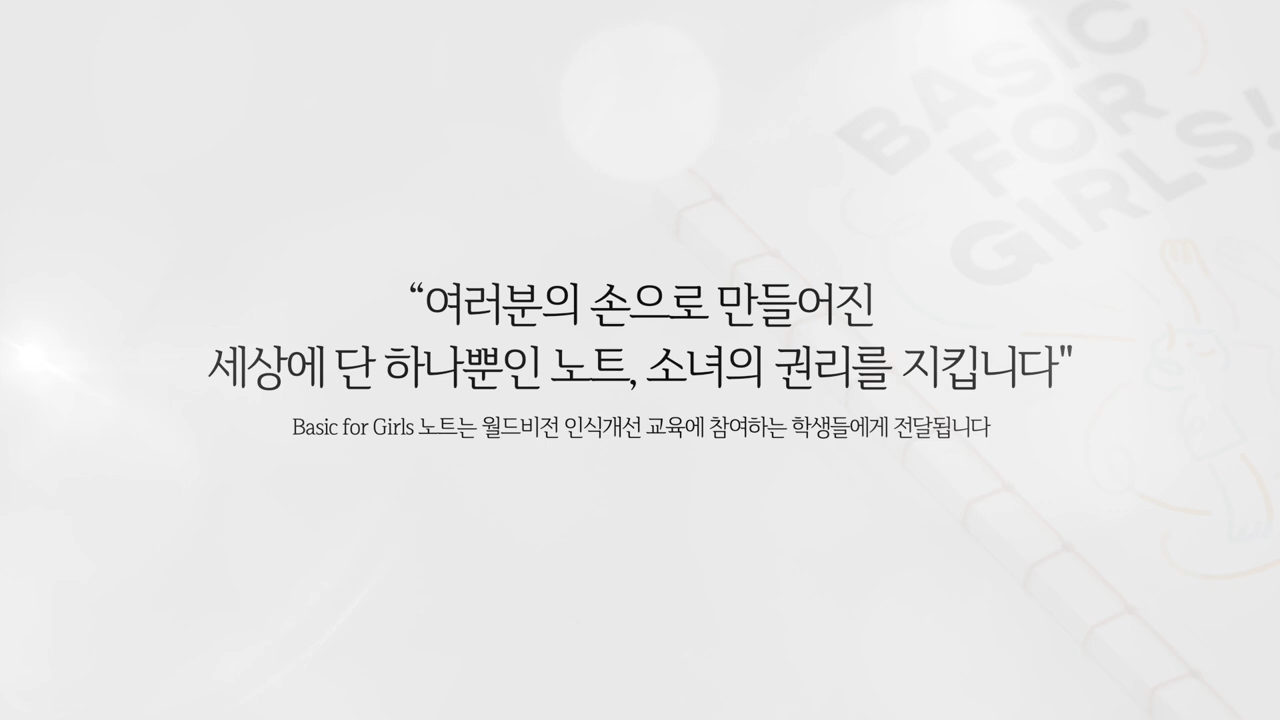 BASIC
FOR
GIRLS!
“여러분의 손으로 만들어진
세상에 단 하나뿐인 노트, 소녀의 권리를 지킵니다"
Basic for Girls 노트는 월드비전 인식개선 교육에 참여하는 학생들에게 전달됩니다